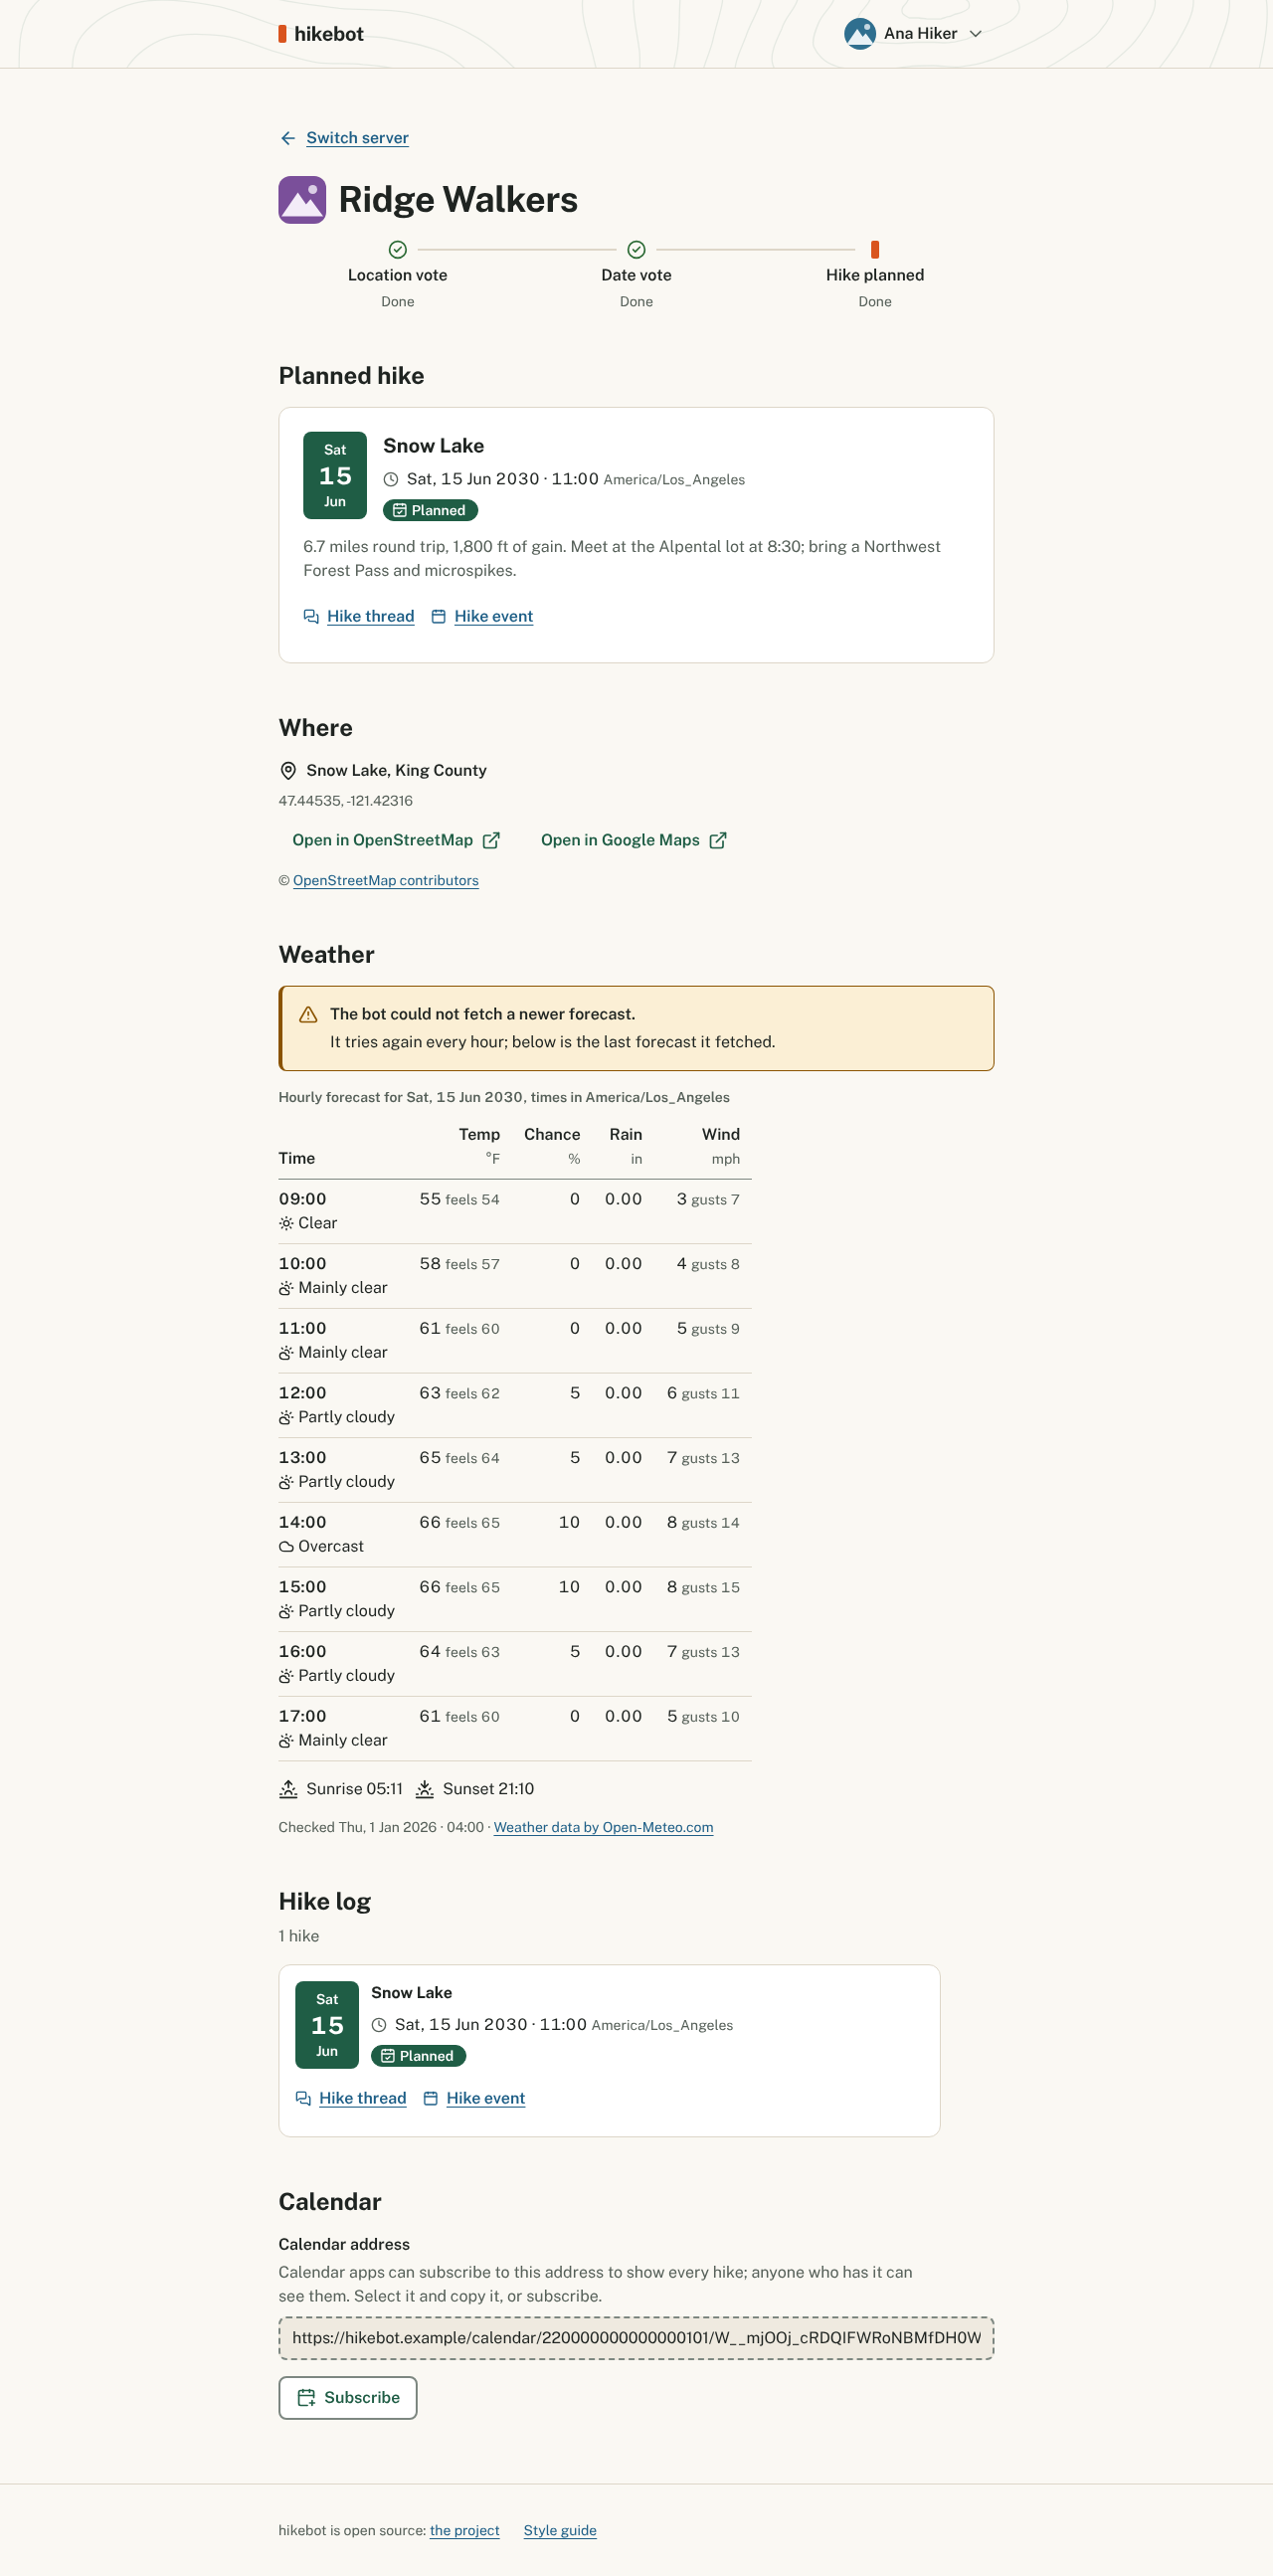 hikebot
Ana Hiker
Switch server
Ridge Walkers
Location vote
Done
Date vote
Done
Hike planned
Done
Planned hike
Sat
15
Jun
Snow Lake
Sat, 15 Jun 2030 · 11:00 America/Los_Angeles
Planned
6.7 miles round trip, 1,800 ft of gain. Meet at the Alpental lot at 8:30; bring a Northwest
Forest Pass and microspikes.
Hike thread Hike event
Where
Snow Lake, King County
47.44535, -121.42316
Open in OpenStreetMap Open in Google Maps
© OpenStreetMap contributors
Weather
The bot could not fetch a newer forecast.
It tries again every hour; below is the last forecast it fetched.
Hourly forecast for Sat, 15 Jun 2030, times in America/Los_Angeles
Temp Chance Rain Wind
Time °F % in mph
09:00 55 feels 54 0 0.00 3 gusts 7
Clear
10:00 58 feels 57 0 0.00 4 gusts 8
Mainly clear
11:00 61 feels 60 0 0.00 5 gusts 9
Mainly clear
12:00 63 feels 62 5 0.00 6 gusts 11
Partly cloudy
13:00 65 feels 64 5 0.00 7 gusts 13
Partly cloudy
14:00 66 feels 65 10 0.00 8 gusts 14
Overcast
15:00 66 feels 65 10 0.00 8 gusts 15
Partly cloudy
16:00 64 feels 63 5 0.00 7 gusts 13
Partly cloudy
17:00 61 feels 60 0 0.00 5 gusts 10
Mainly clear
Sunrise 05:11 Sunset 21:10
Checked Thu, 1 Jan 2026 · 04:00 · Weather data by Open-Meteo.com
Hike log
1 hike
Sat
15
Jun
Snow Lake
Sat, 15 Jun 2030 · 11:00 America/Los_Angeles
Planned
Hike thread Hike event
Calendar
Calendar address
Calendar apps can subscribe to this address to show every hike; anyone who has it can
see them. Select it and copy it, or subscribe.
https://hikebot.example/calendar/220000000000000101/W__mjOOj_cRDQIFWRoNBMfDH0W
Subscribe
hikebot is open source: the project Style guide